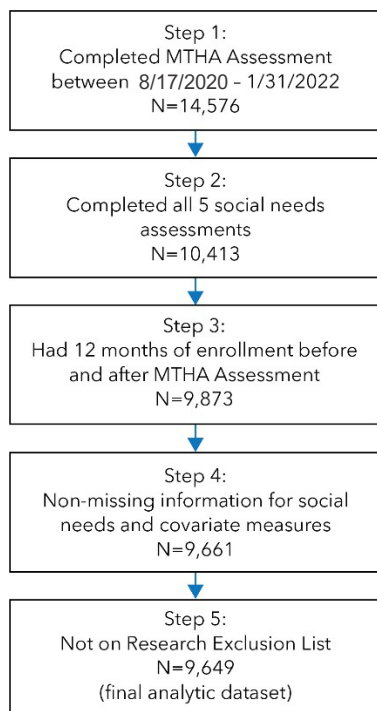 Step 1:
Completed MTHA Assessment
between 8/17/2020 – 1/31/2022
N=14,576
Step 2:
Completed all 5 social needs
assessments
N=10,413
Step 3:
Had 12 months of enrollment before
and after MTHA Assessment
N=9,873
Step 4:
Non-missing information for social
needs and covariate measures
N=9,661
Step 5:
Not on Research Exclusion List
N=9,649
(final analytic dataset)